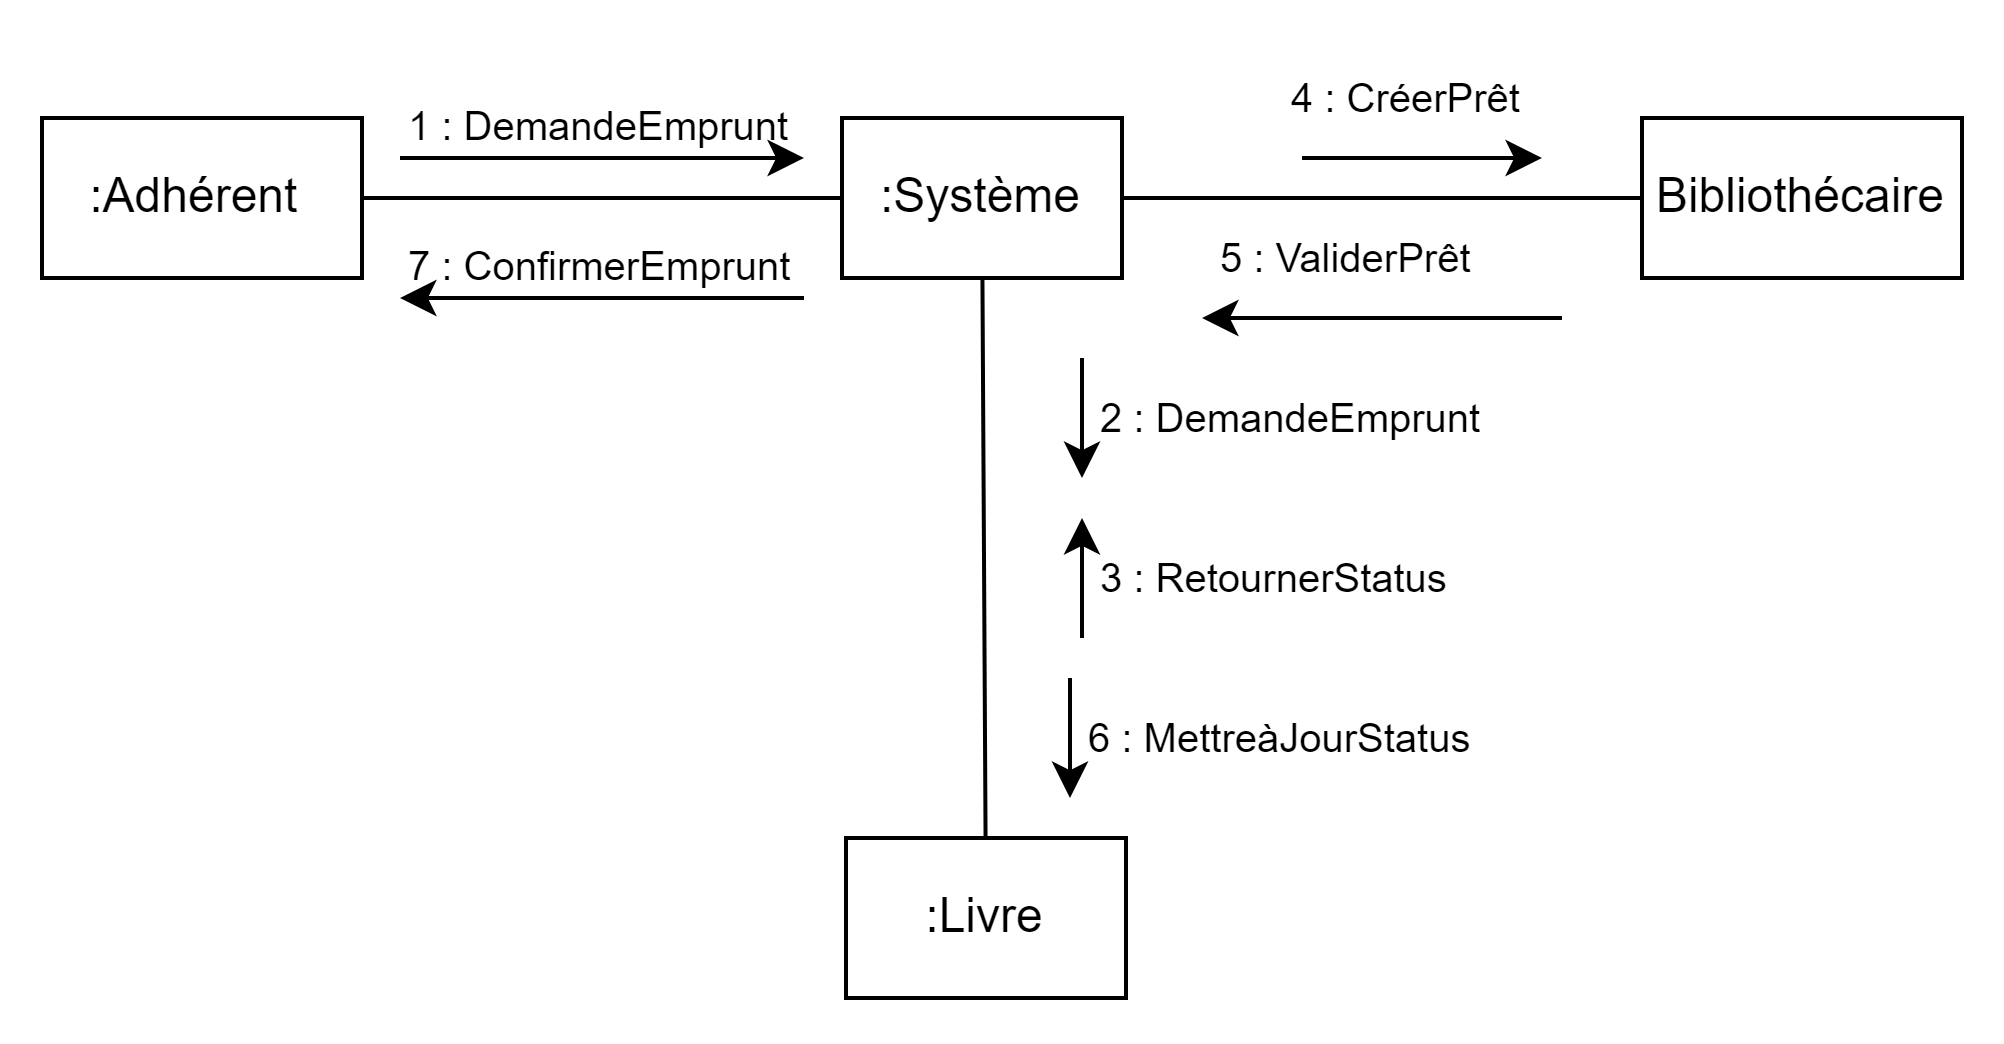 4 : CréerPrêt
1 : DemandeEmprunt
:Adhérent
:Système
Bibliothécaire
7 : ConfirmerEmprunt
5 : ValiderPrêt
2 : DemandeEmprunt
3 : RetournerStatus
6 : MettreàJourStatus
:Livre